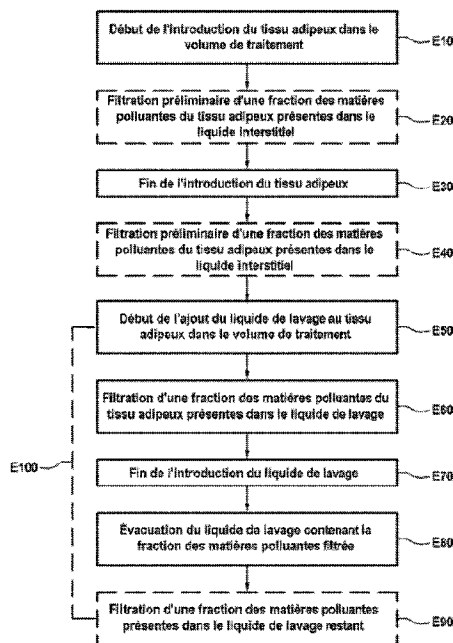 Début de l'introduction du tissu adipeux dans le
volume de traitement
E10
Filtration préliminaire d'une fraction des matières
polluantes du tissu adipeux présentes dans le
liquide interstitiel
E20
Fin de l'introduction du tissu adipeux
E30
Filtration préliminaire d'une fraction des matières
polluantes du tissu adipeux présentes dans le
liquide interstitiel
E40
Début de l'ajout du liquide de lavage au tissu
adipeux dans le volume de traitement
E50
Filtration d'une fraction des matières polluantes du
tissu adipeux présentes dans le liquide de lavage
E60
E100
Fin de l'introduction du liquide de lavage
E70
Évacuation du liquide de lavage contenant la
fraction des matières polluantes filtrée
E80
Filtration d'une fraction des matières polluantes
présentes dans le liquide de lavage restant
E90